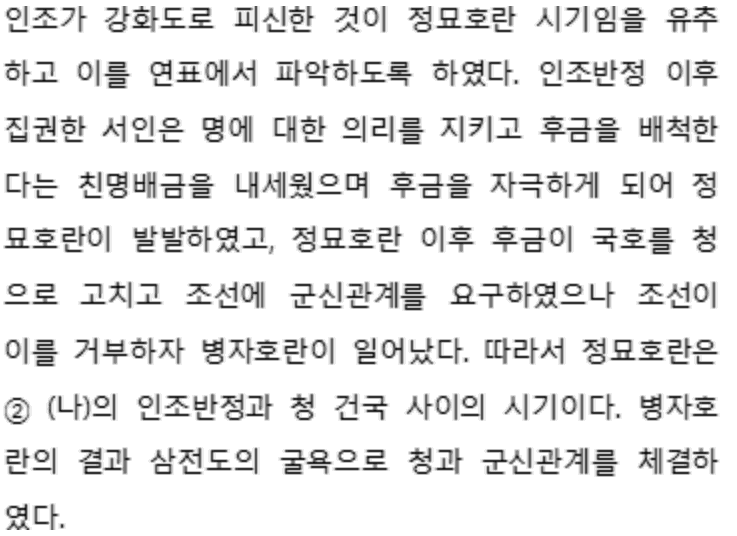 인조가 강화도로 피신한 것이 정묘호란 시기임을 유추
하고 이를 연표에서 파악하도록 하였다. 인조반정 이후
집권한 서인은 명에 대한 의리를 지키고 후금을 배척한
다는 친명배금을 내세웠으며 후금을 자극하게 되어 정
묘호란이 발발하였고, 정묘호란 이후 후금이 국호를 청
으로 고치고 조선에 군신관계를 요구하였으나 조선이
이를 거부하자 병자호란이 일어났다. 따라서 정묘호란은
② (나)의 인조반정과 청 건국 사이의 시기이다. 병자호
란의 결과 삼전도의 굴욕으로 청과 군신관계를 체결하
였다.